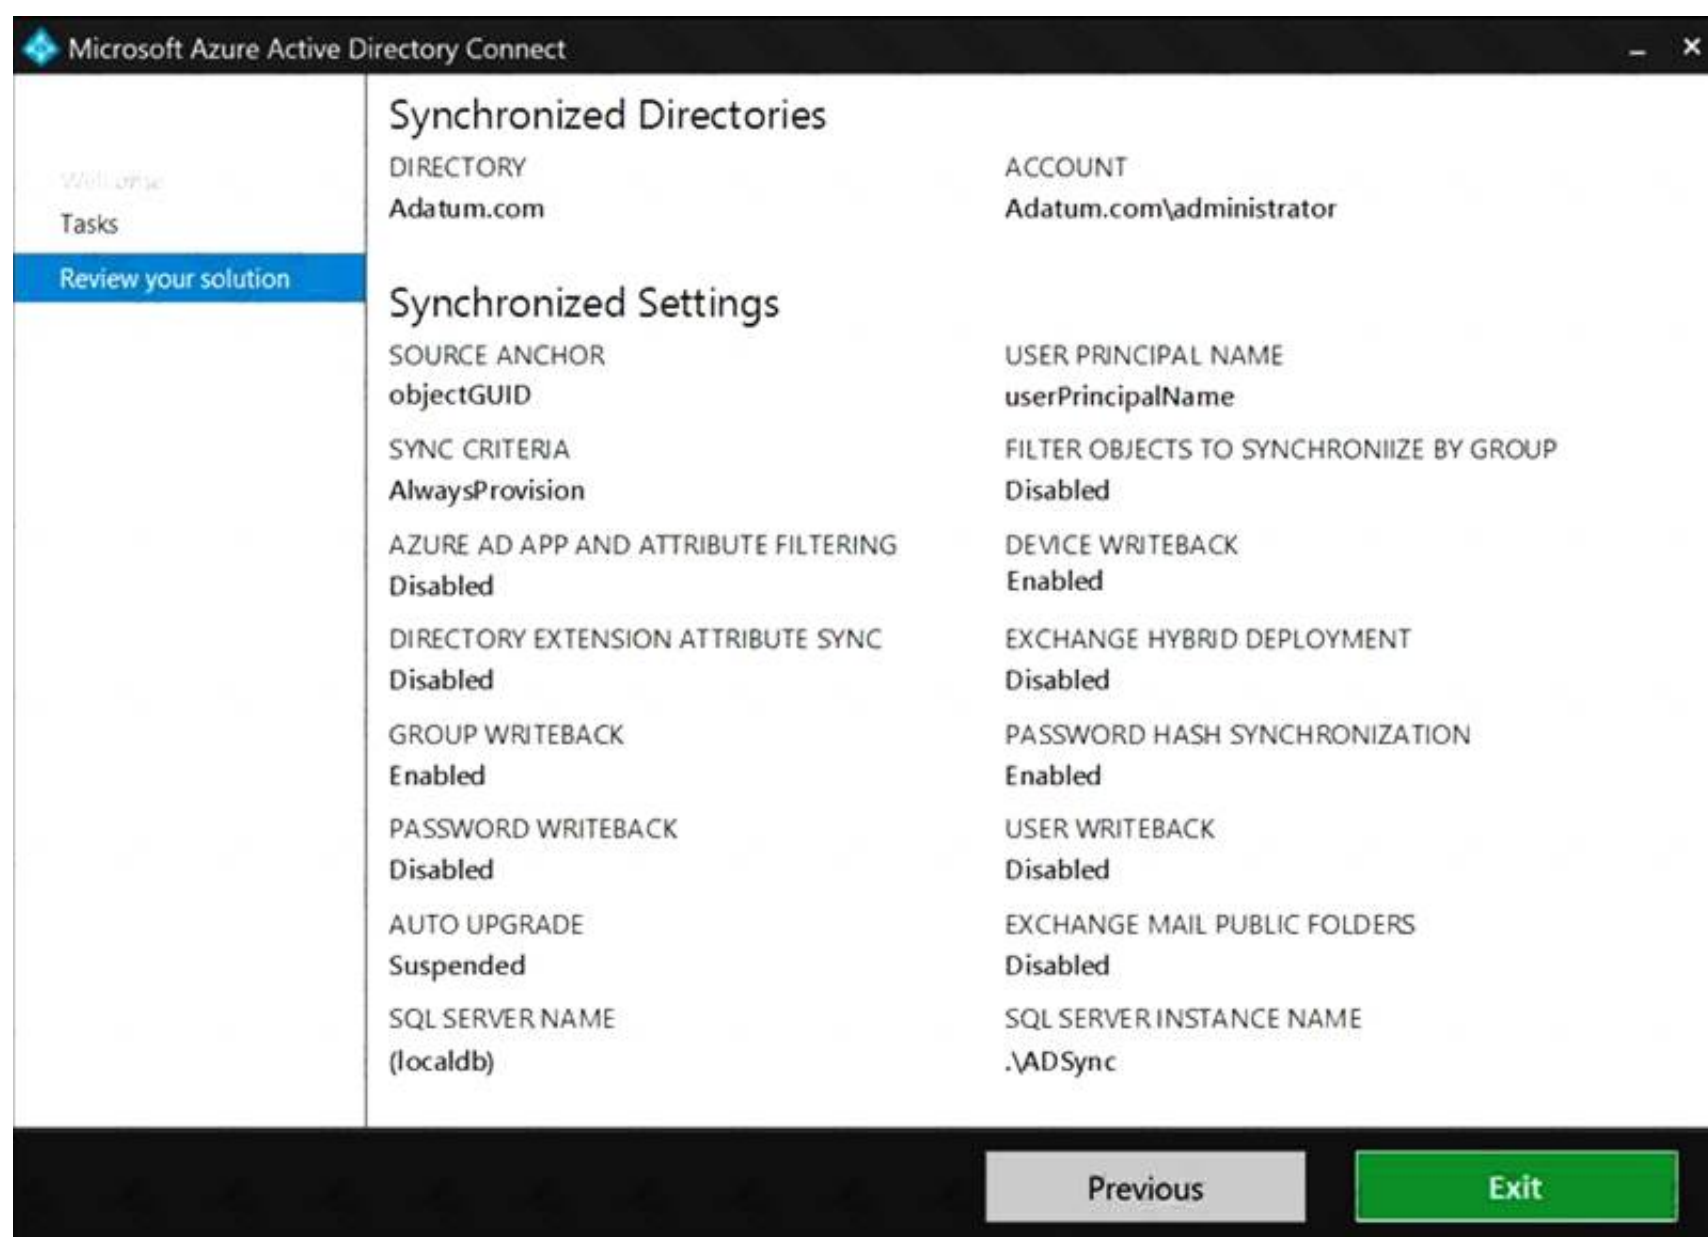 Microsoft Azure Active Directory Connect
Welcome
Tasks
Review your solution
Synchronized Directories
DIRECTORY ACCOUNT
Adatum.com Adatum.com\administrator
Synchronized Settings
SOURCE ANCHOR USER PRINCIPAL NAME
objectGUID userPrincipalName
SYNC CRITERIA FILTER OBJECTS TO SYNCHRONIIZE BY GROUP
AlwaysProvision Disabled
AZURE AD APP AND ATTRIBUTE FILTERING DEVICE WRITEBACK
Disabled Enabled
DIRECTORY EXTENSION ATTRIBUTE SYNC EXCHANGE HYBRID DEPLOYMENT
Disabled Disabled
GROUP WRITEBACK PASSWORD HASH SYNCHRONIZATION
Enabled Enabled
PASSWORD WRITEBACK USER WRITEBACK
Disabled Disabled
AUTO UPGRADE EXCHANGE MAIL PUBLIC FOLDERS
Suspended Disabled
SQL SERVER NAME SQL SERVER INSTANCE NAME
(localdb) .\ADSync
Previous Exit